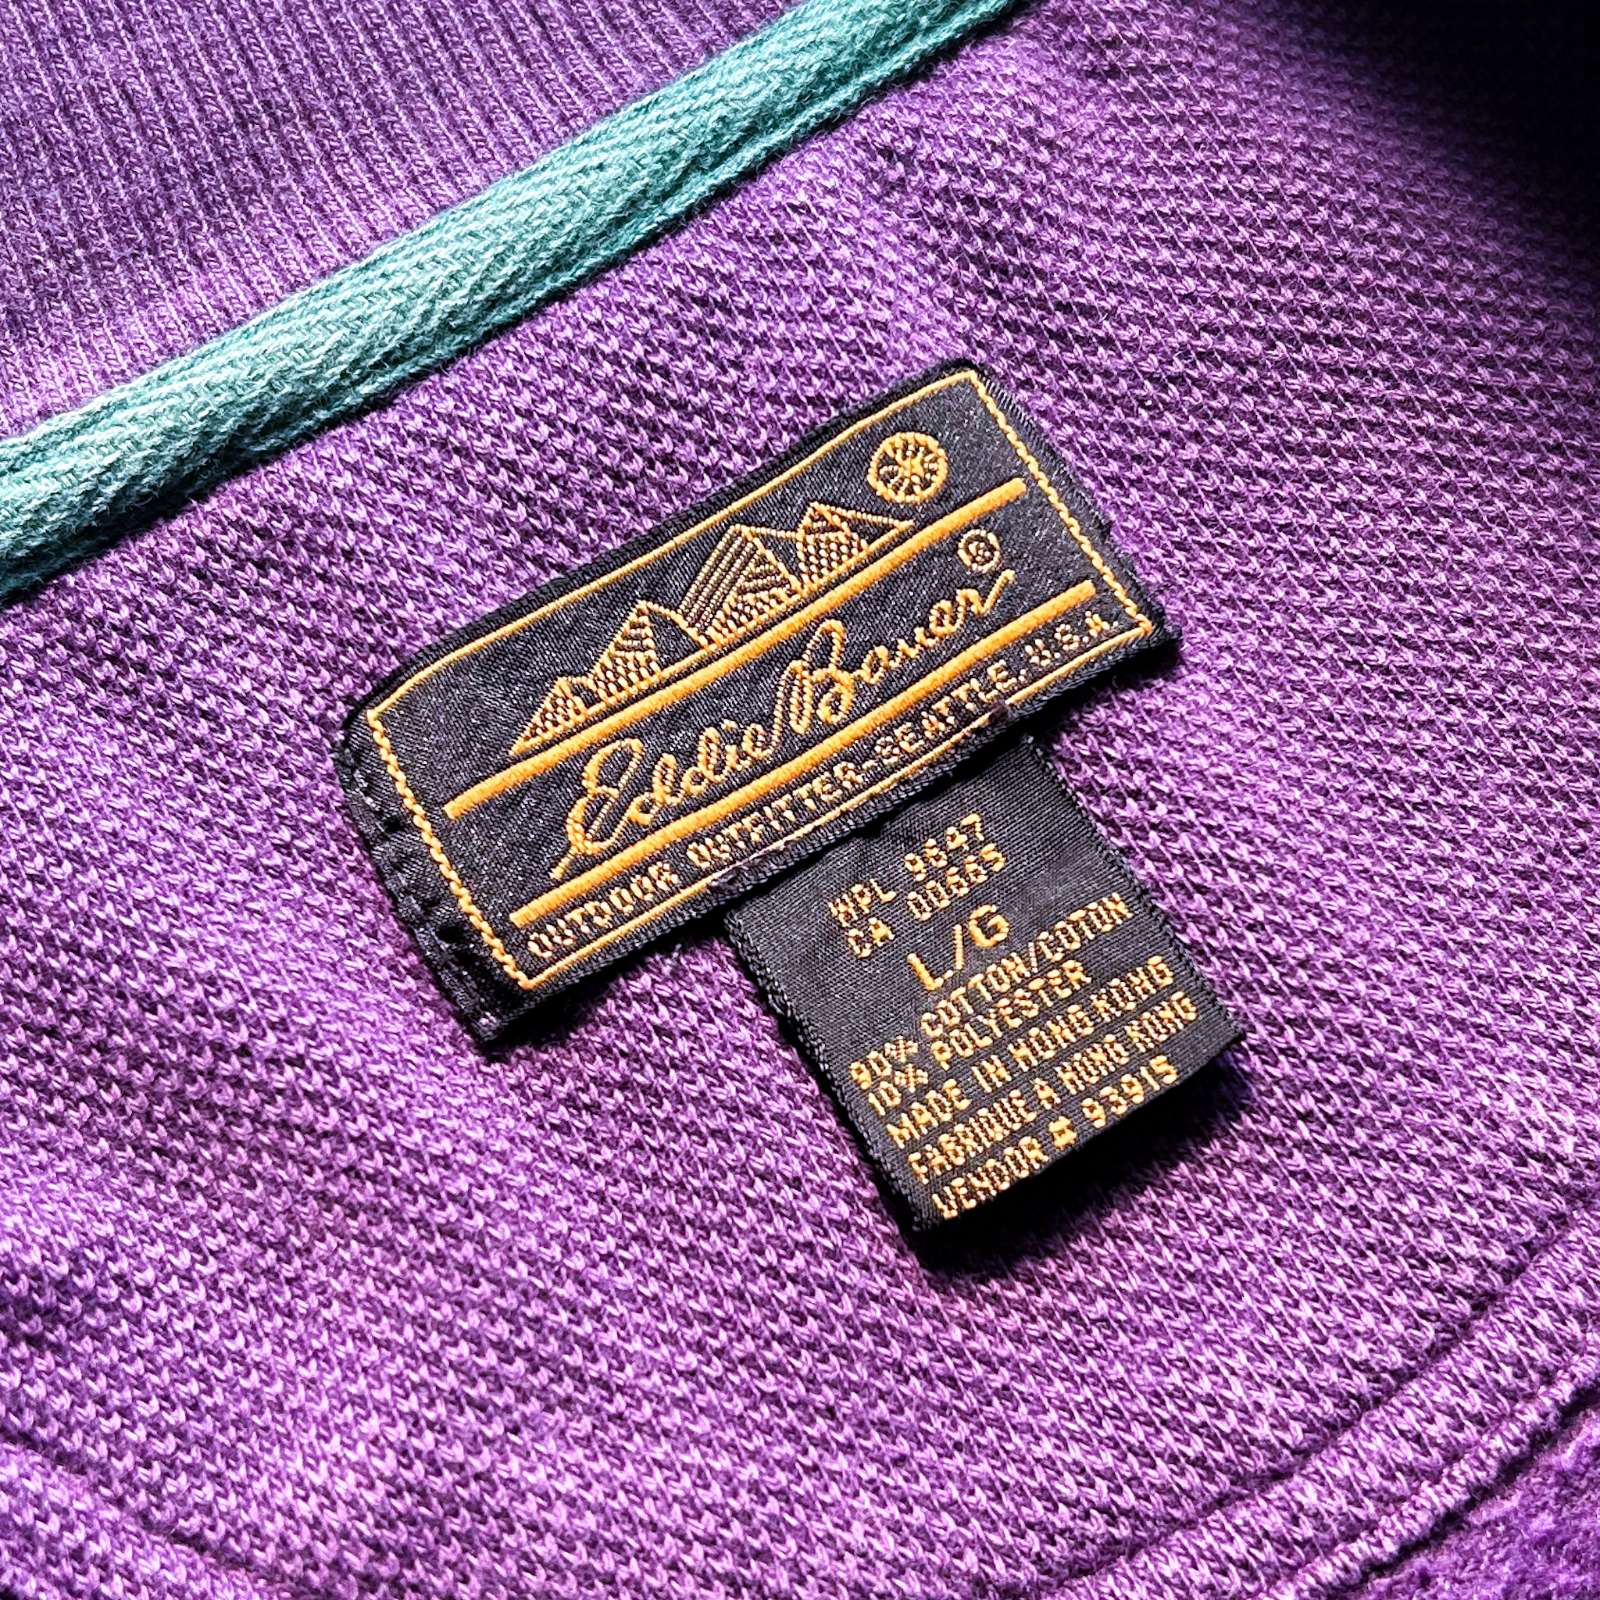 Eddie Bauer®
OUTDOOR OUTFITTER-SEATTLE, U.S.A.
WPL 9627
CA 00665
L/G
COTTON/COTON
90% POLYESTER
10%
MADE IN HONG KONG
FABRIQUE A HONG KONG
VENDOR # 93915